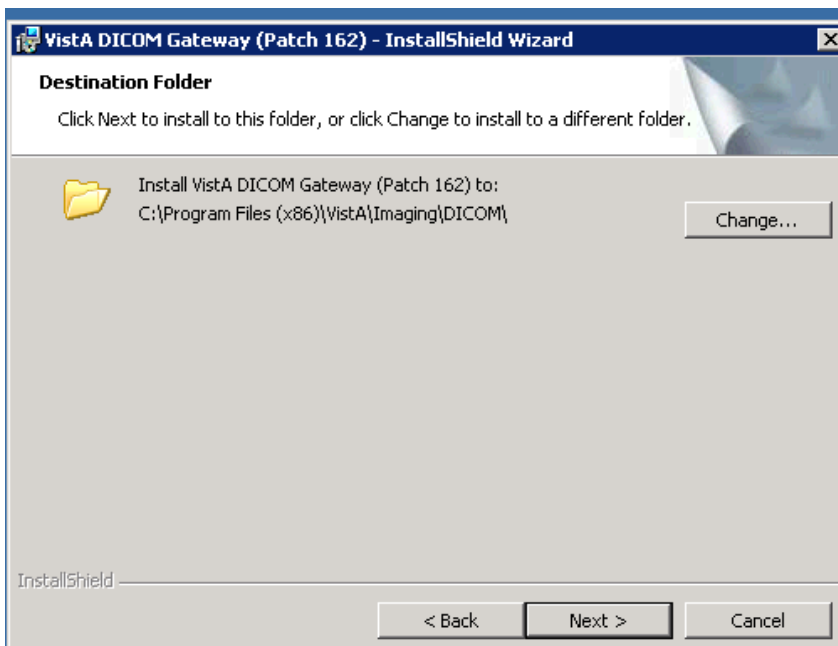 VistA DICOM Gateway (Patch 162) - InstallShield Wizard
Destination Folder
Click Next to install to this folder, or click Change to install to a different folder.
Install VistA DICOM Gateway (Patch 162) to:
C:\Program Files (x86)\VistA\Imaging\DICOM\
Change...
InstallShield
< Back
Next >
Cancel